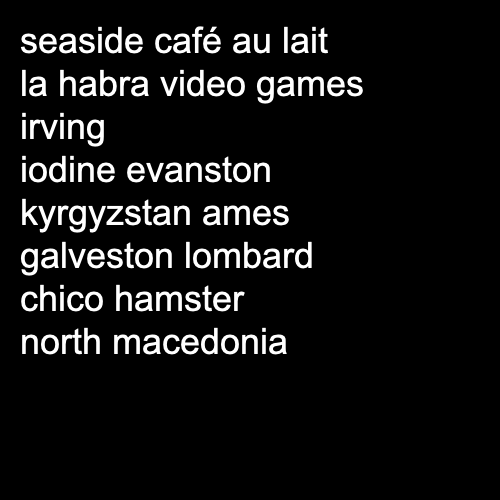 seaside café au lait
la habra video games
irving
iodine evanston
kyrgyzstan ames
galveston lombard
chico hamster
north macedonia